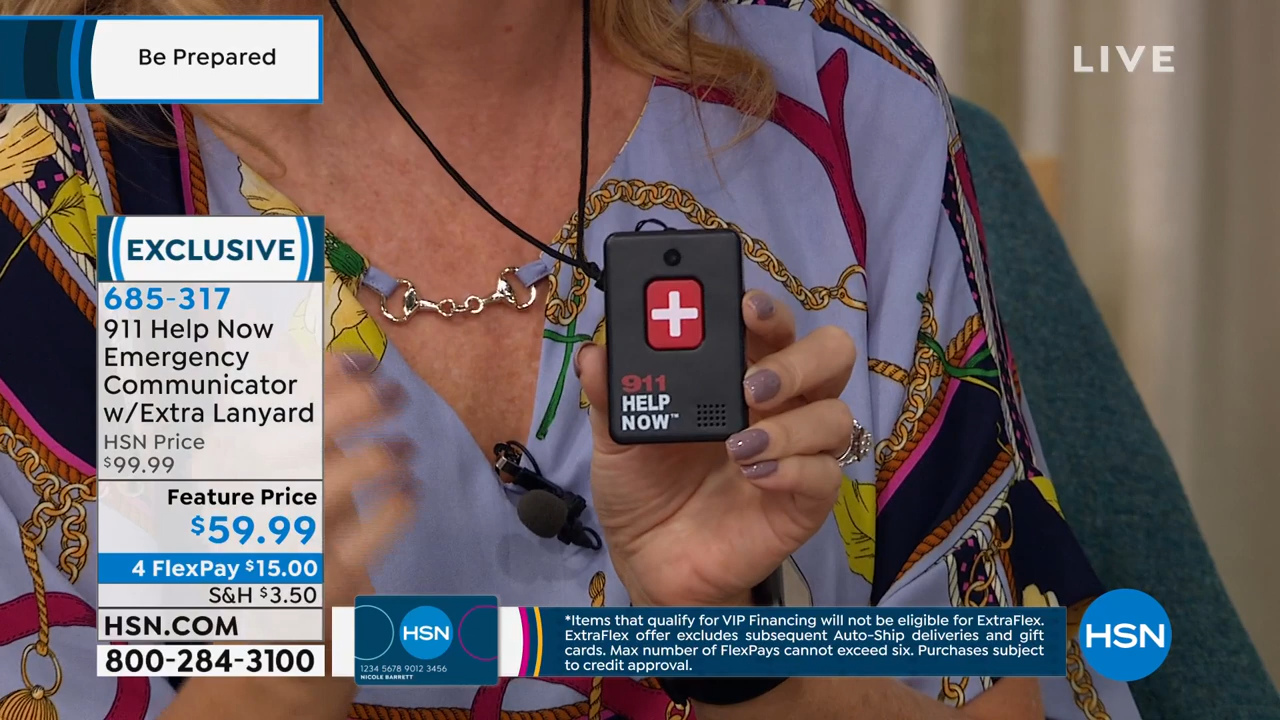 Be Prepared
LIVE
EXCLUSIVE
685-317
911 Help Now
Emergency
Communicator
w/Extra Lanyard
HSN Price
$99.99
Feature Price
$59.99
4 FlexPay $15.00
S&H $3.50
HSN.COM
800-284-3100
911
HELP
NOW™
HSN
1234 5678 9012 3456
NICOLE BARRETT
*Items that qualify for VIP Financing will not be eligible for ExtraFlex.
ExtraFlex offer excludes subsequent Auto-Ship deliveries and gift
cards. Max number of FlexPays cannot exceed six. Purchases subject
to credit approval.
HSN